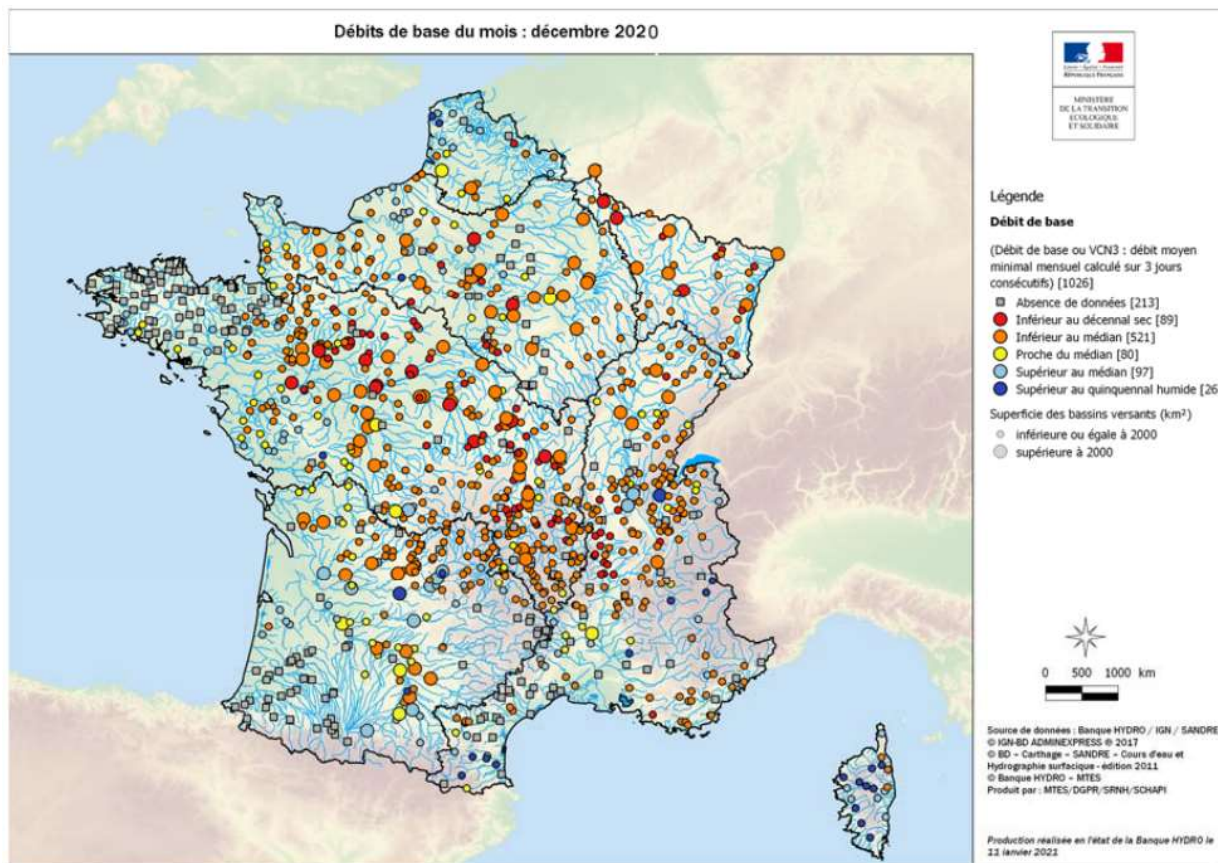 Débits de base du mois : décembre 2020
Liberté • Égalité • Fraternité
RÉPUBLIQUE FRANÇAISE
MINISTÈRE
DE LA TRANSITION
ÉCOLOGIQUE
ET SOLIDAIRE
Légende
Débit de base
(Débit de base ou VCN3 : débit moyen
minimal mensuel calculé sur 3 jours
consécutifs) [1026]
Absence de données [213]
Inférieur au décennal sec [89]
Inférieur au médian [521]
Proche du médian [80]
Supérieur au médian [97]
Supérieur au quinquennal humide [26
Superficie des bassins versants (km²)
inférieure ou égale à 2000
supérieure à 2000
0 500 1000 km
Source de données : Banque HYDRO / IGN / SANDRE
© IGN-BD ADMINEXPRESS ® 2017
© BD – Carthage – SANDRE – Cours d'eau et
Hydrographie surfacique - édition 2011
© Banque HYDRO – MTES
Produit par : MTES/DGPR/SRNH/SCHAPI
Production réalisée en l'état de la Banque HYDRO le
11 janvier 2021